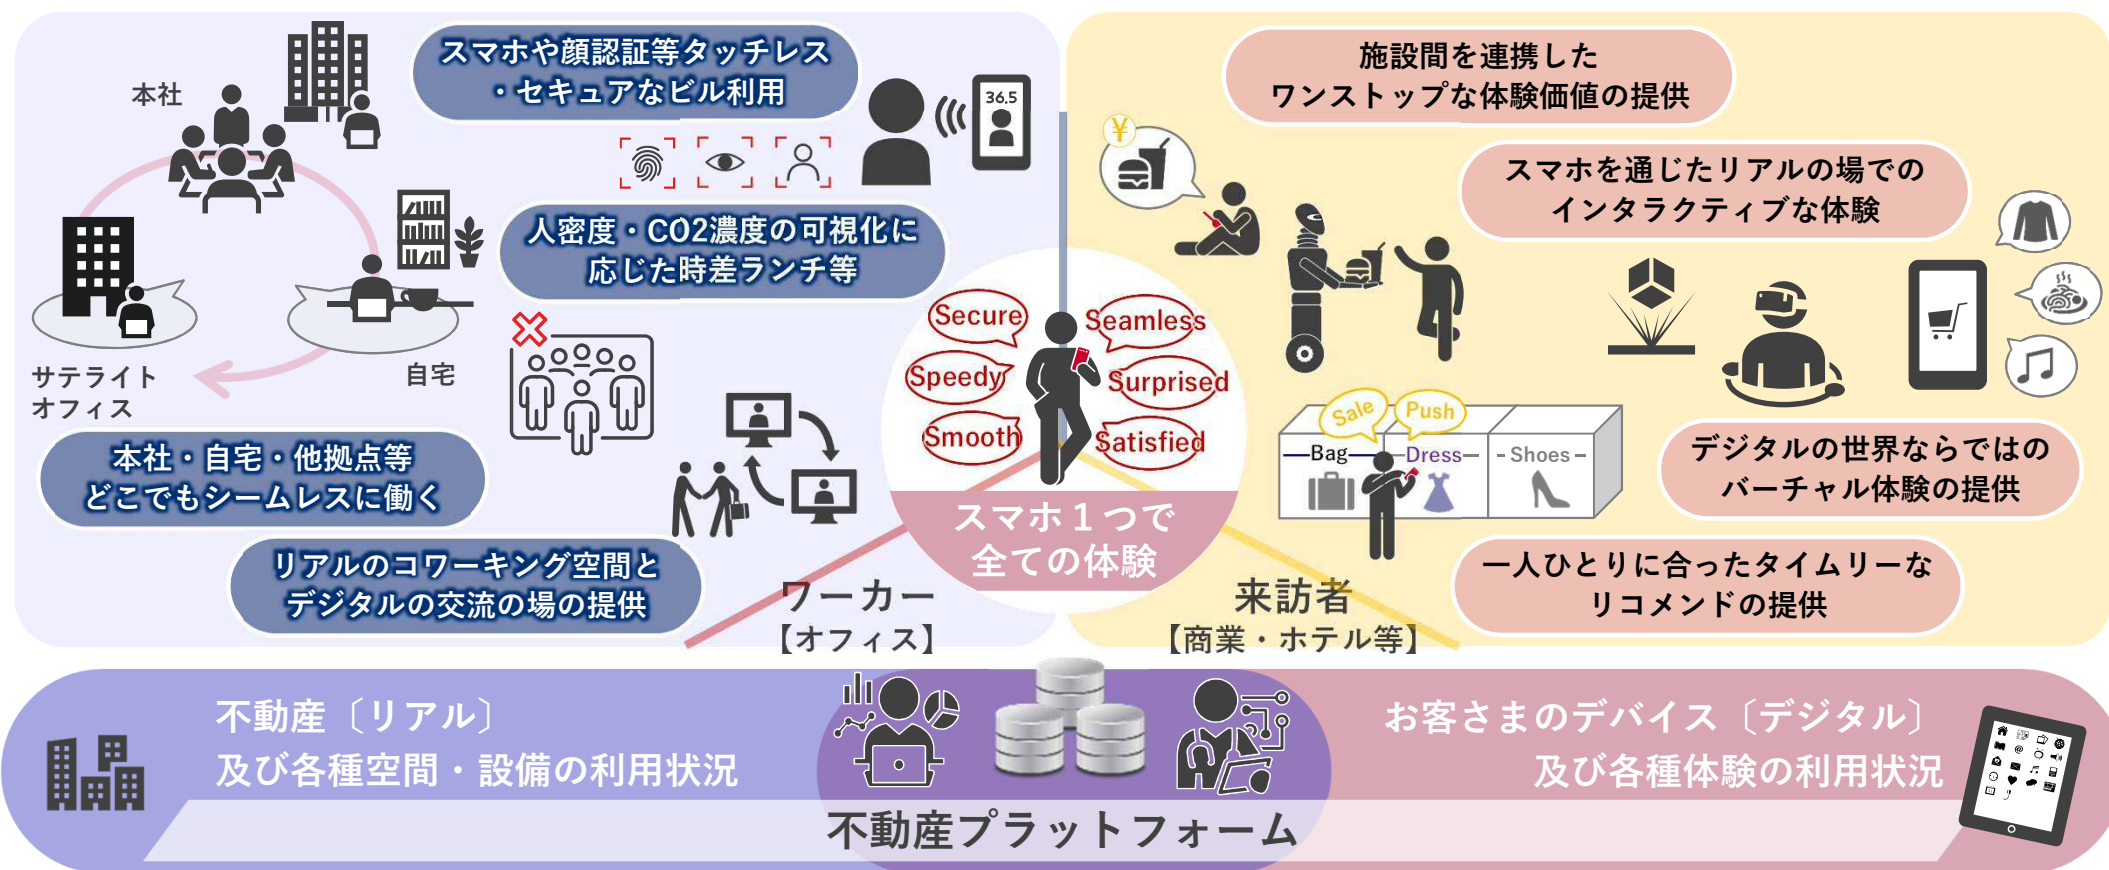 本社
スマホや顔認証等タッチレス
・セキュアなビル利用
36.5
人密度・CO2濃度の可視化に
応じた時差ランチ等
サテライト
オフィス
自宅
本社・自宅・他拠点等
どこでもシームレスに働く
リアルのコワーキング空間と
デジタルの交流の場の提供
ワーカー
【オフィス】
Secure
Speedy
Smooth
Seamless
Surprised
Satisfied
スマホ１つで
全ての体験
施設間を連携した
ワンストップな体験価値の提供
¥
スマホを通じたリアルの場での
インタラクティブな体験
Sale
Push
Bag
Dress
Shoes
デジタルの世界ならではの
バーチャル体験の提供
一人ひとりに合ったタイムリーな
リコメンドの提供
来訪者
【商業・ホテル等】
不動産〔リアル〕
及び各種空間・設備の利用状況
お客さまのデバイス〔デジタル〕
及び各種体験の利用状況
不動産プラットフォーム